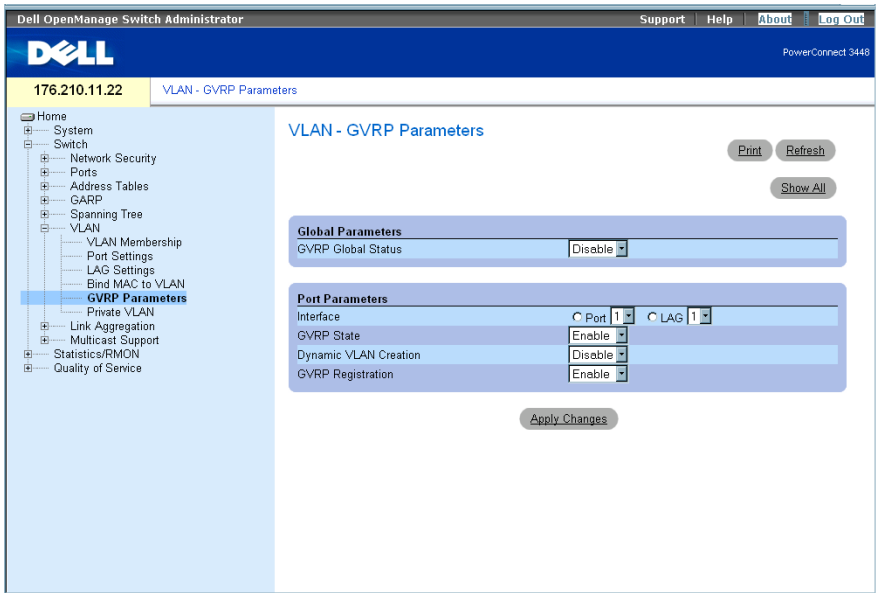 Dell OpenManage Switch Administrator
Support Help About Log Out
DELL
PowerConnect 3448
176.210.11.22
VLAN - GVRP Parameters
Home
System
Switch
Network Security
Ports
Address Tables
GARP
Spanning Tree
VLAN
VLAN Membership
Port Settings
LAG Settings
Bind MAC to VLAN
GVRP Parameters
Private VLAN
Link Aggregation
Multicast Support
Statistics/RMON
Quality of Service
VLAN - GVRP Parameters
Print Refresh
Show All
Global Parameters
GVRP Global Status Disable
Port Parameters
Interface Port 1 LAG 1
GVRP State Enable
Dynamic VLAN Creation Disable
GVRP Registration Enable
Apply Changes